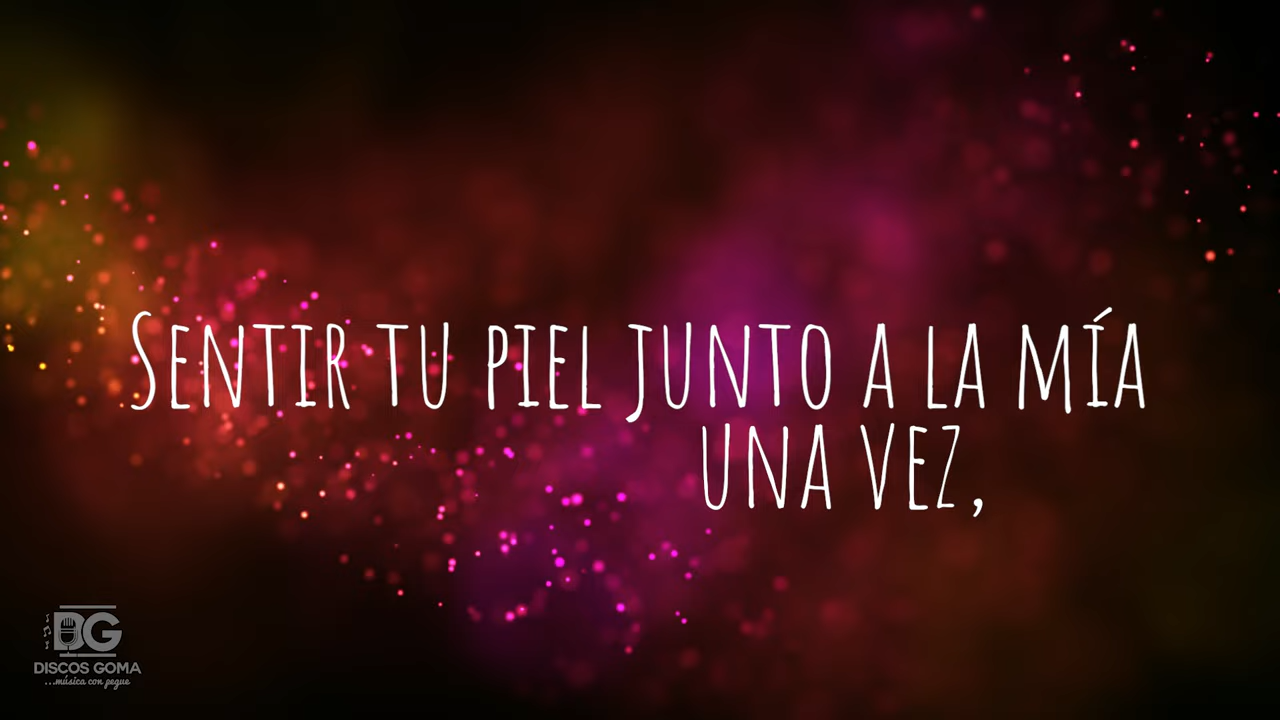 Sentir tu piel junto a la mía
una vez,
DG
DISCOS GOMA
...música con pegue